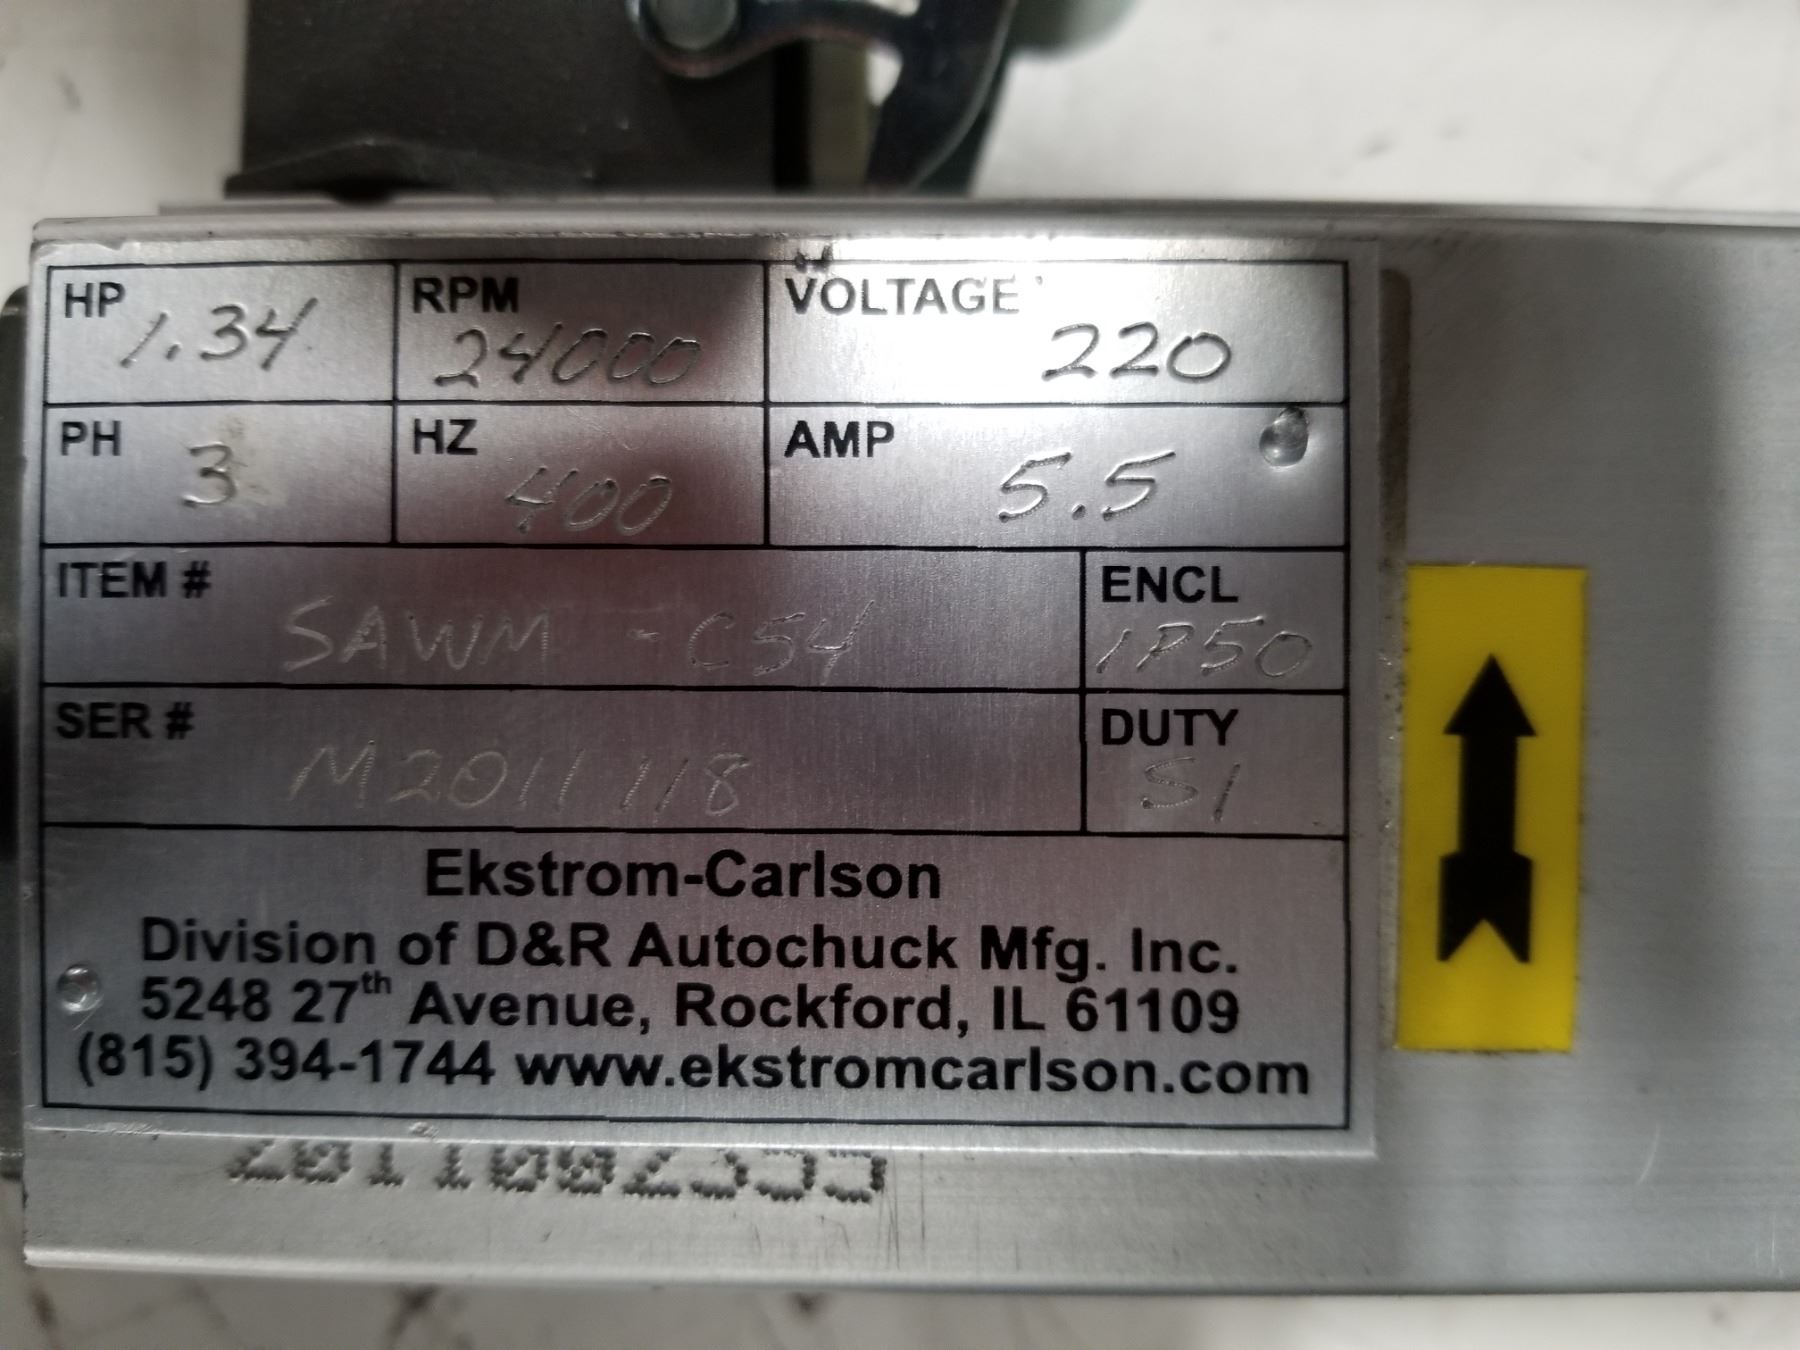 HP 1.34 RPM 24000 VOLTAGE 220
PH 3 HZ 400 AMP 5.5
ITEM # SAWM-C54 ENCL IP50
SER # M2011118 DUTY S1
Ekstrom-Carlson
Division of D&R Autochuck Mfg. Inc.
5248 27th Avenue, Rockford, IL 61109
(815) 394-1744 www.ekstromcarlson.com